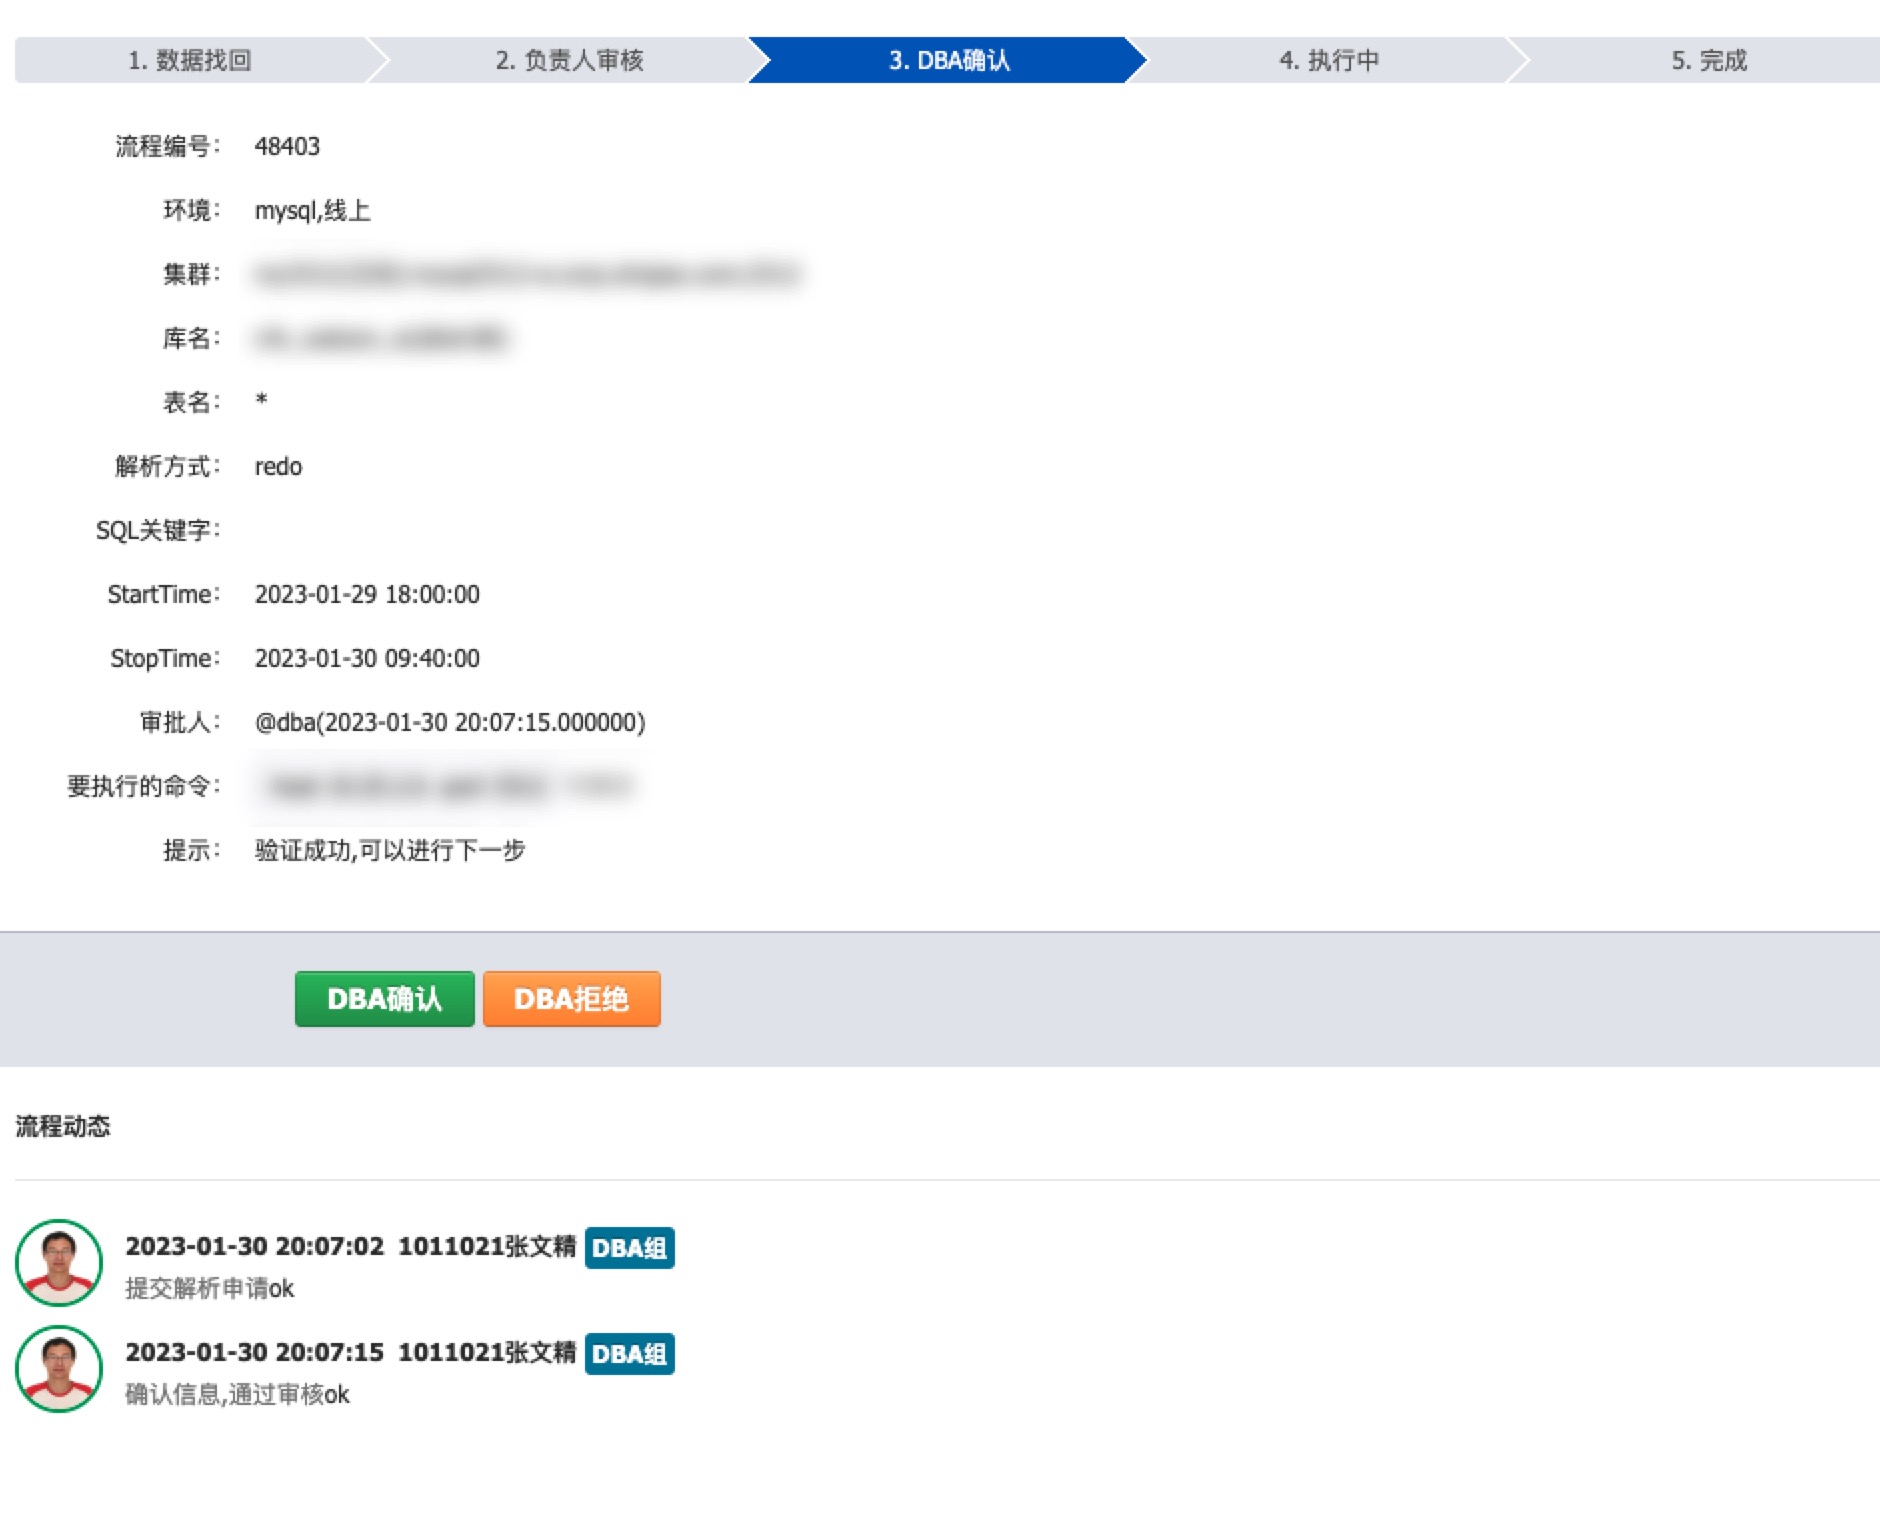 1. 数据找回
2. 负责人审核
3. DBA确认
4. 执行中
5. 完成
流程编号： 48403
环境： mysql,线上
集群：
库名：
表名： *
解析方式： redo
SQL关键字：
StartTime： 2023-01-29 18:00:00
StopTime： 2023-01-30 09:40:00
审批人： @dba(2023-01-30 20:07:15.000000)
要执行的命令：
提示： 验证成功,可以进行下一步
DBA确认 DBA拒绝
流程动态
2023-01-30 20:07:02 1011021张文精 DBA组
提交解析申请ok
2023-01-30 20:07:15 1011021张文精 DBA组
确认信息,通过审核ok